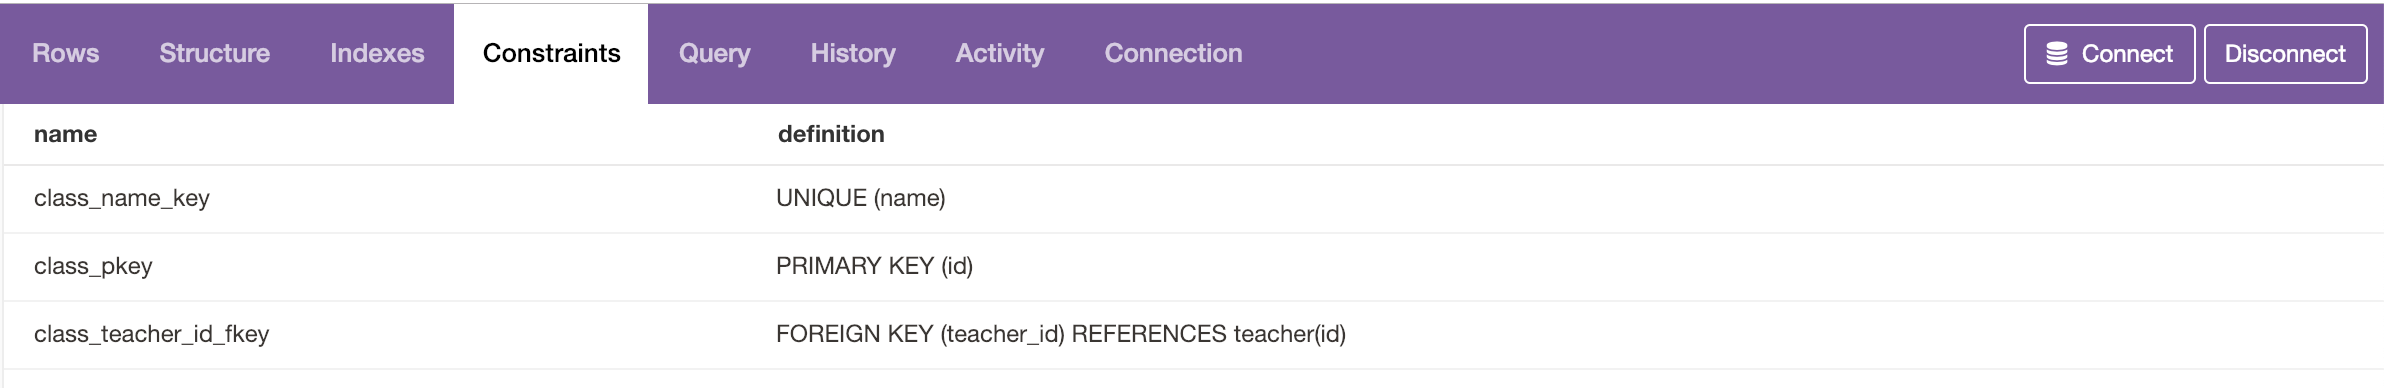 Rows Structure Indexes Constraints Query History Activity Connection Connect Disconnect
name definition
class_name_key UNIQUE (name)
class_pkey PRIMARY KEY (id)
class_teacher_id_fkey FOREIGN KEY (teacher_id) REFERENCES teacher(id)